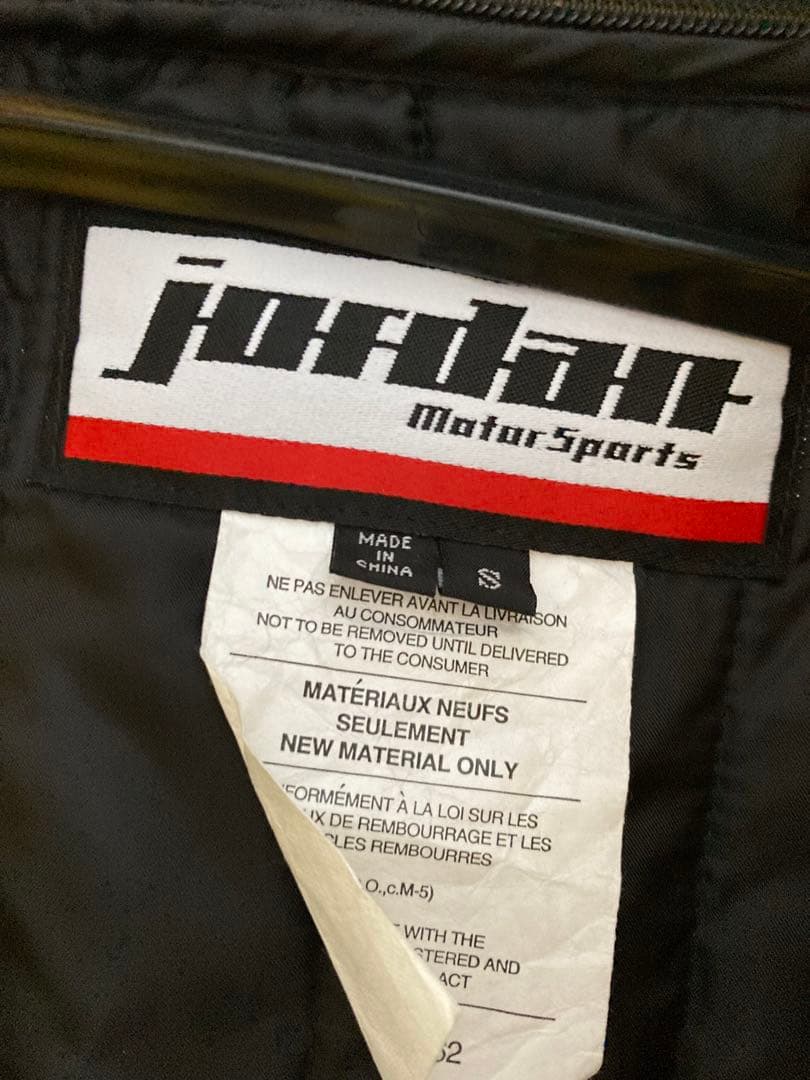 jordan
MotorSports
MADE
IN
CHINA
S
NE PAS ENLEVER AVANT LA LIVRAISON
AU CONSOMMATEUR
NOT TO BE REMOVED UNTIL DELIVERED
TO THE CONSUMER
MATÉRIAUX NEUFS
SEULEMENT
NEW MATERIAL ONLY
FORMÉMENT À LA LOI SUR LES
UX DE REMBOURRAGE ET LES
CLES REMBOURRES
O.,c.M-5)
WITH THE
STERED AND
ACT
62